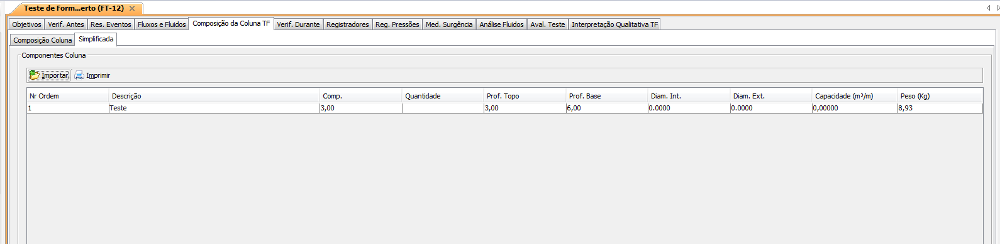 Teste de Form...erto (FT-12)
Objetivos Verif. Antes Res. Eventos Fluxos e Fluidos Composição da Coluna TF Verif. Durante Registradores Reg. Pressões Med. Surgência Análise Fluidos Aval. Teste Interpretação Qualitativa TF
Composição Coluna Simplificada
Componentes Coluna
Importar Imprimir
Nr Ordem Descrição Comp. Quantidade Prof. Topo Prof. Base Diam. Int. Diam. Ext. Capacidade (m³/m) Peso (Kg)
1 Teste 3,00 3,00 6,00 0.0000 0.0000 0,00000 8,93